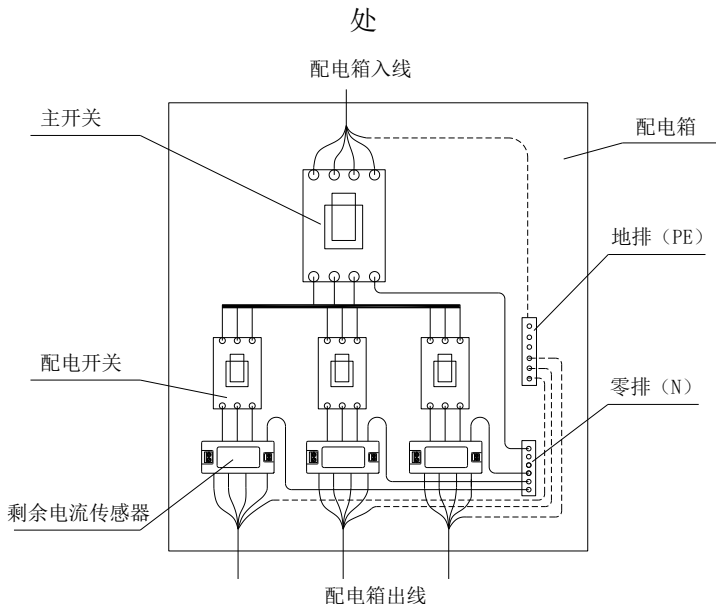 处
配电箱入线
主开关
配电箱
地排（PE）
配电开关
零排（N）
剩余电流传感器
配电箱出线